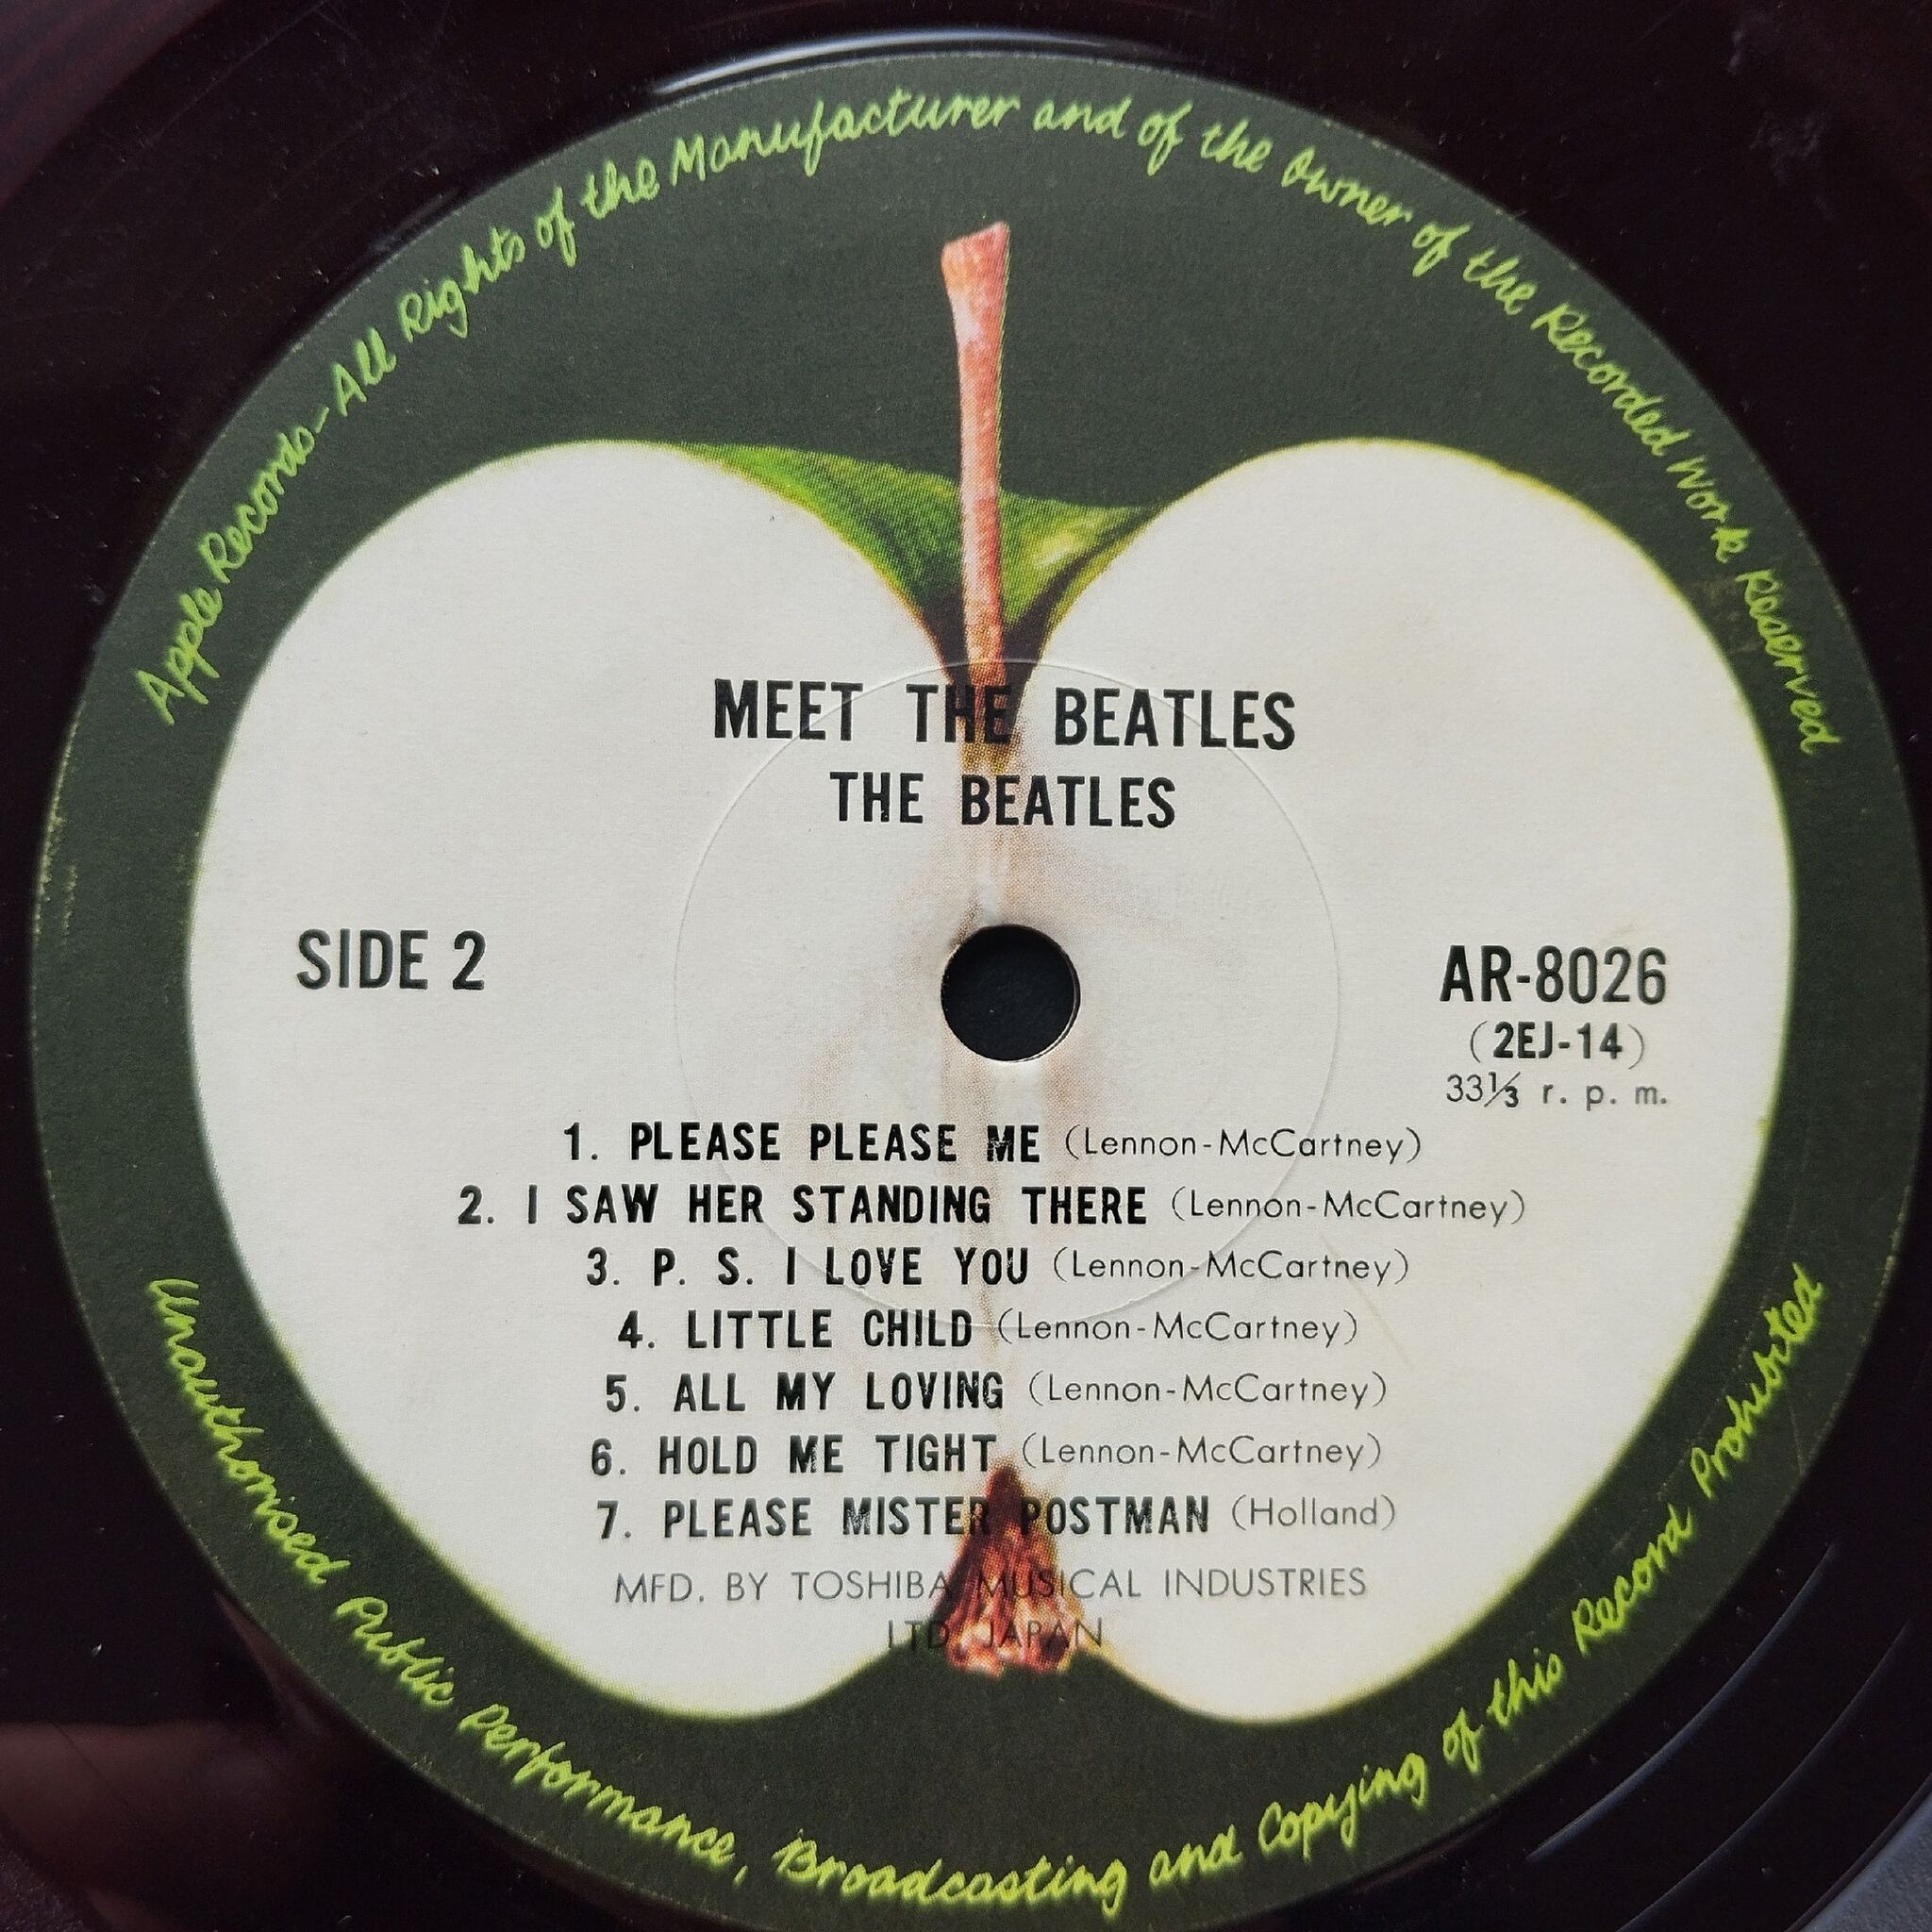 Apple Records-All Rights of the Manufacturer and of the Owner of the Recorded Work Reserved
MEET THE BEATLES
THE BEATLES
SIDE 2
AR-8026
(2EJ-14)
33⅓ r. p. m.
1. PLEASE PLEASE ME (Lennon-McCartney)
2. I SAW HER STANDING THERE (Lennon-McCartney)
3. P. S. I LOVE YOU (Lennon-McCartney)
4. LITTLE CHILD (Lennon-McCartney)
5. ALL MY LOVING (Lennon-McCartney)
6. HOLD ME TIGHT (Lennon-McCartney)
7. PLEASE MISTER POSTMAN (Holland)
MFD. BY TOSHIBA MUSICAL INDUSTRIES
LTD. JAPAN
Unauthorised Public Performance, Broadcasting and Copying of this Record Prohibited